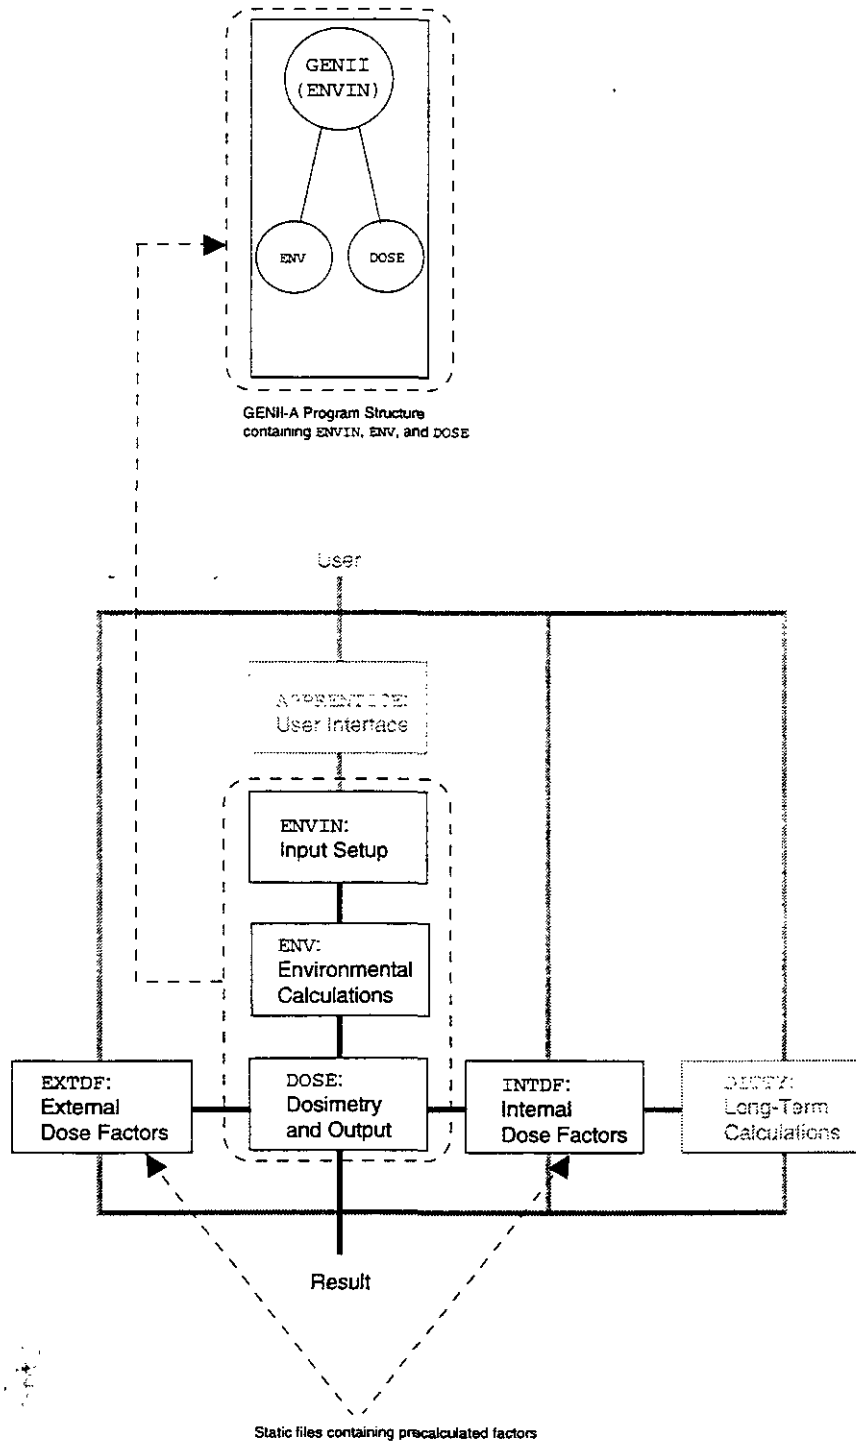 GENII
(ENVIN)
ENV
DOSE
GENII-A Program Structure
containing ENVIN, ENV, and DOSE
User
APPRENTICE:
User Interface
ENVIN:
Input Setup
ENV:
Environmental
Calculations
EXTDF:
External
Dose Factors
DOSE:
Dosimetry
and Output
INTDF:
Internal
Dose Factors
DITTY:
Long-Term
Calculations
Result
Static files containing precalculated factors